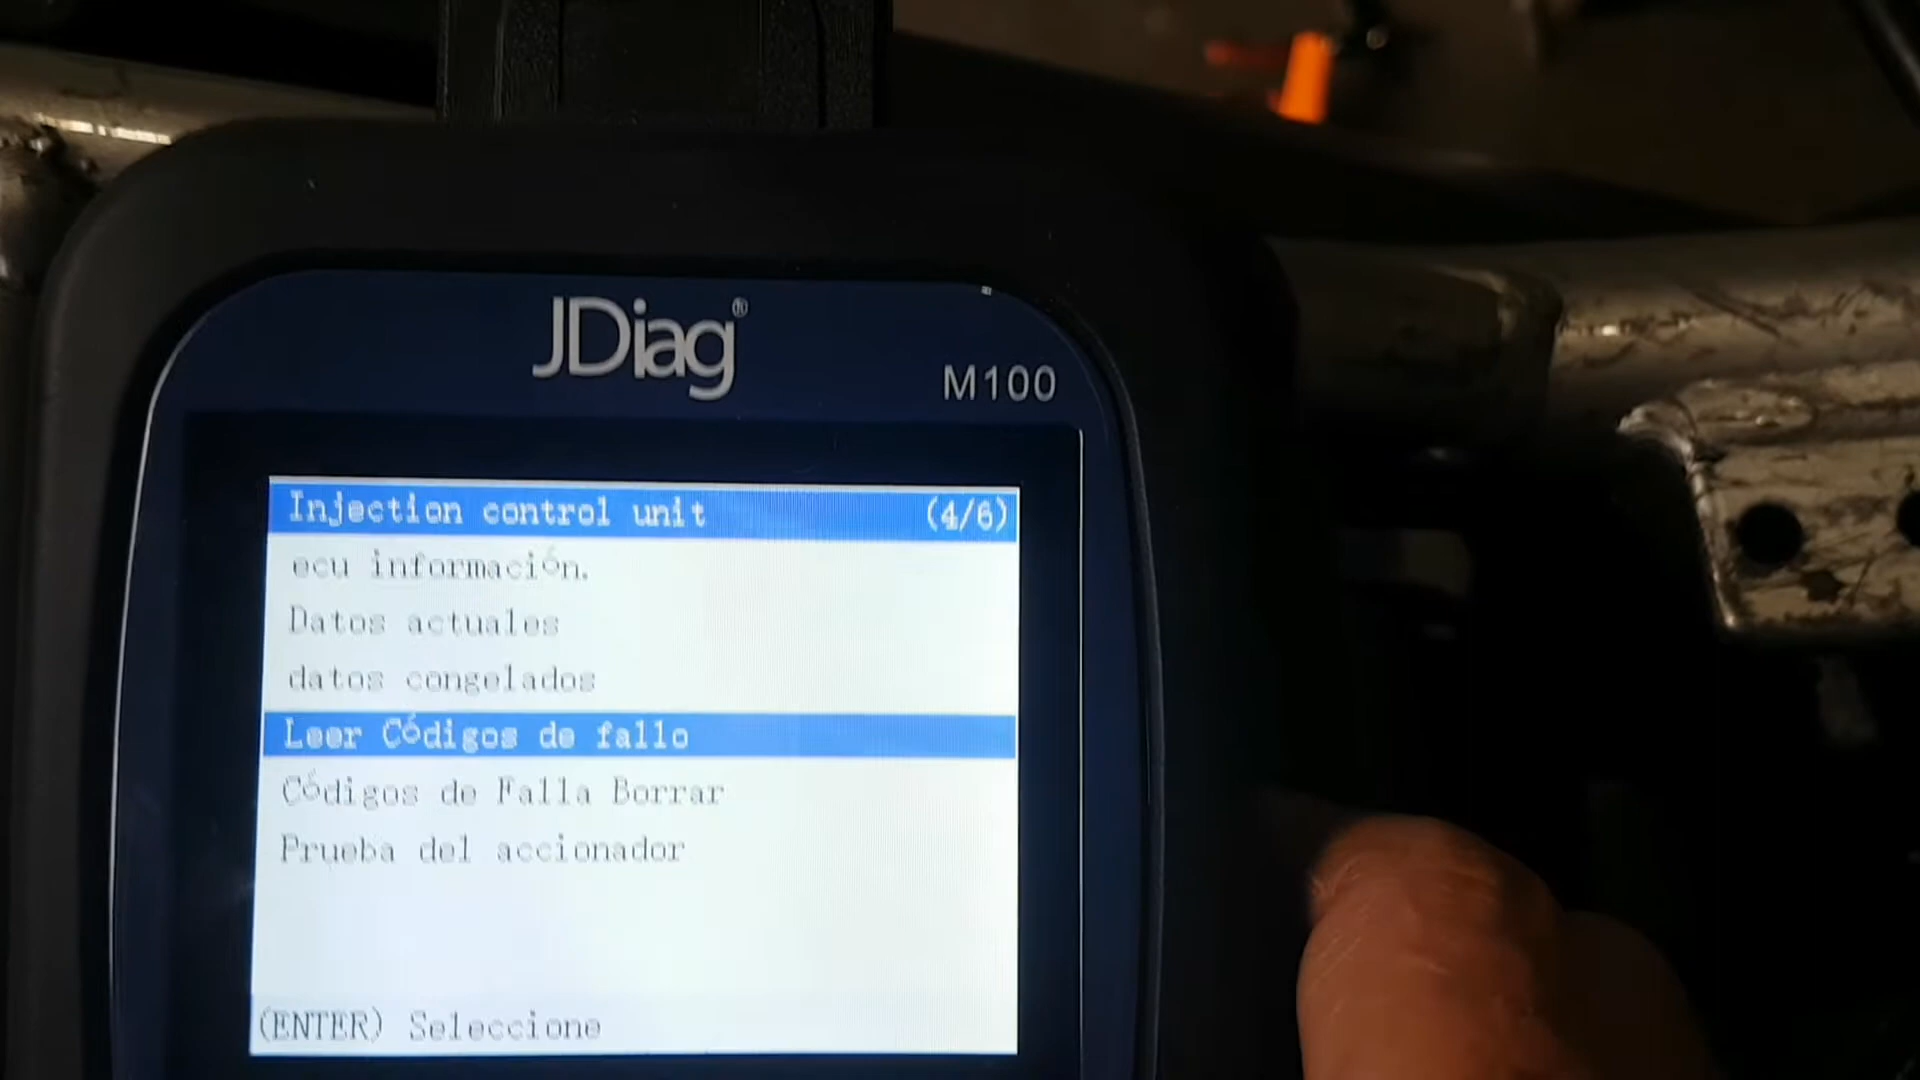 JDiag®
M100
Injection control unit (4/6)
ecu información.
Datos actuales
datos congelados
Leer Códigos de fallo
Códigos de Falla Borrar
Prueba del accionador
(ENTER) Seleccione